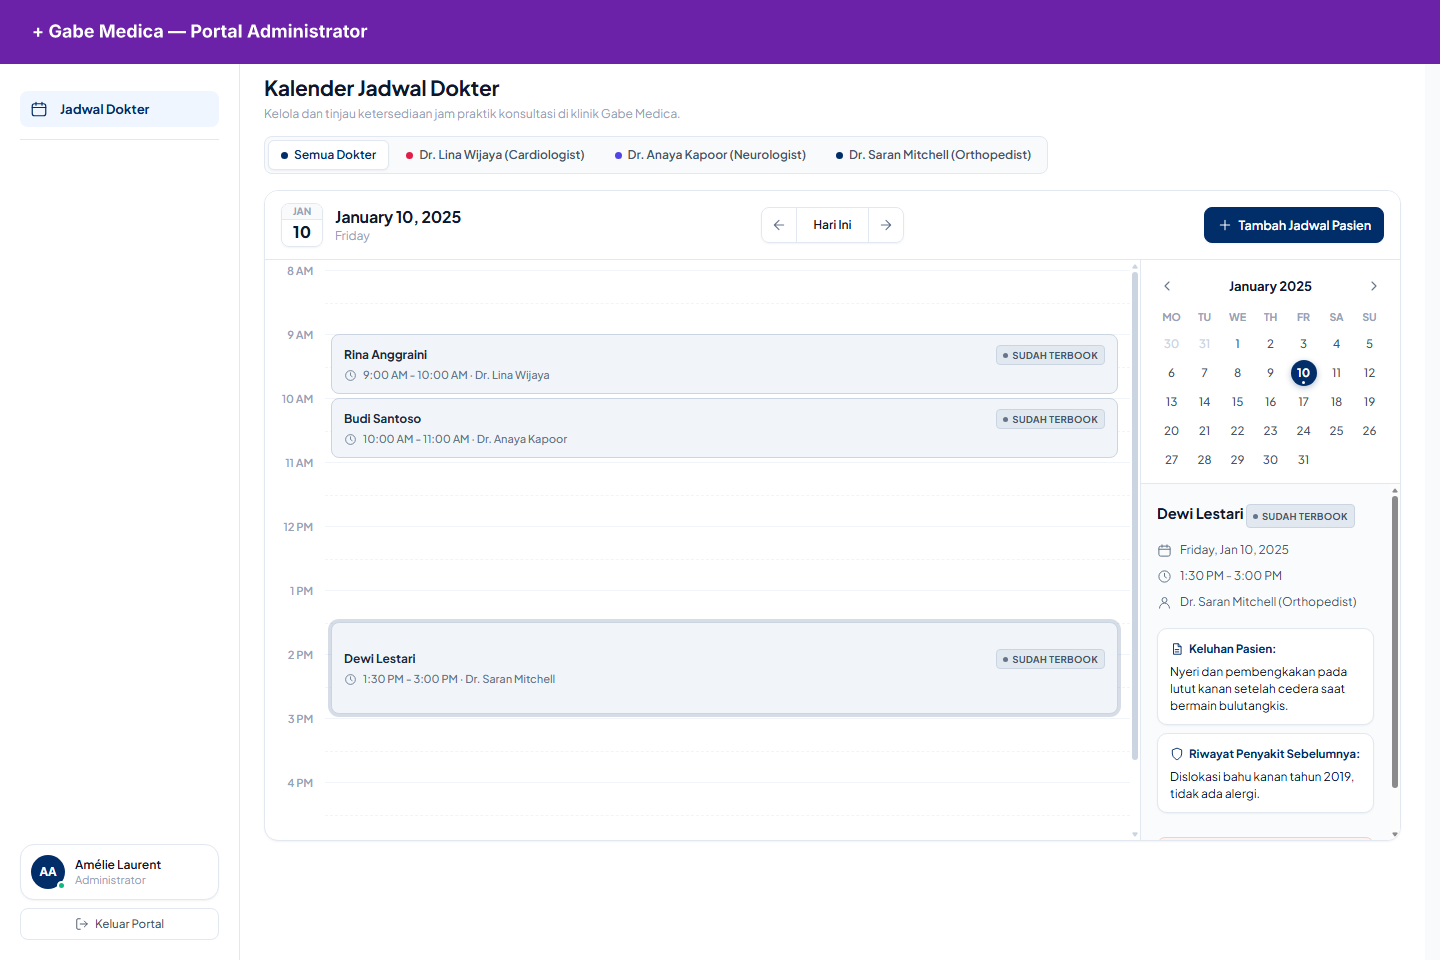 + Gabe Medica — Portal Administrator
Jadwal Dokter
Kalender Jadwal Dokter
Kelola dan tinjau ketersediaan jam praktik konsultasi di klinik Gabe Medica.
Semua Dokter
Dr. Lina Wijaya (Cardiologist)
Dr. Anaya Kapoor (Neurologist)
Dr. Saran Mitchell (Orthopedist)
JAN
10
January 10, 2025
Friday
Hari Ini
+ Tambah Jadwal Pasien
8 AM
9 AM
Rina Anggraini
SUDAH TERBOOK
9:00 AM - 10:00 AM · Dr. Lina Wijaya
10 AM
Budi Santoso
SUDAH TERBOOK
10:00 AM - 11:00 AM · Dr. Anaya Kapoor
11 AM
12 PM
1 PM
2 PM
Dewi Lestari
SUDAH TERBOOK
1:30 PM - 3:00 PM · Dr. Saran Mitchell
3 PM
4 PM
January 2025
MO TU WE TH FR SA SU
30 31 1 2 3 4 5
6 7 8 9 10 11 12
13 14 15 16 17 18 19
20 21 22 23 24 25 26
27 28 29 30 31
Dewi Lestari SUDAH TERBOOK
Friday, Jan 10, 2025
1:30 PM - 3:00 PM
Dr. Saran Mitchell (Orthopedist)
Keluhan Pasien:
Nyeri dan pembengkakan pada
lutut kanan setelah cedera saat
bermain bulutangkis.
Riwayat Penyakit Sebelumnya:
Dislokasi bahu kanan tahun 2019,
tidak ada alergi.
AA
Amélie Laurent
Administrator
Keluar Portal